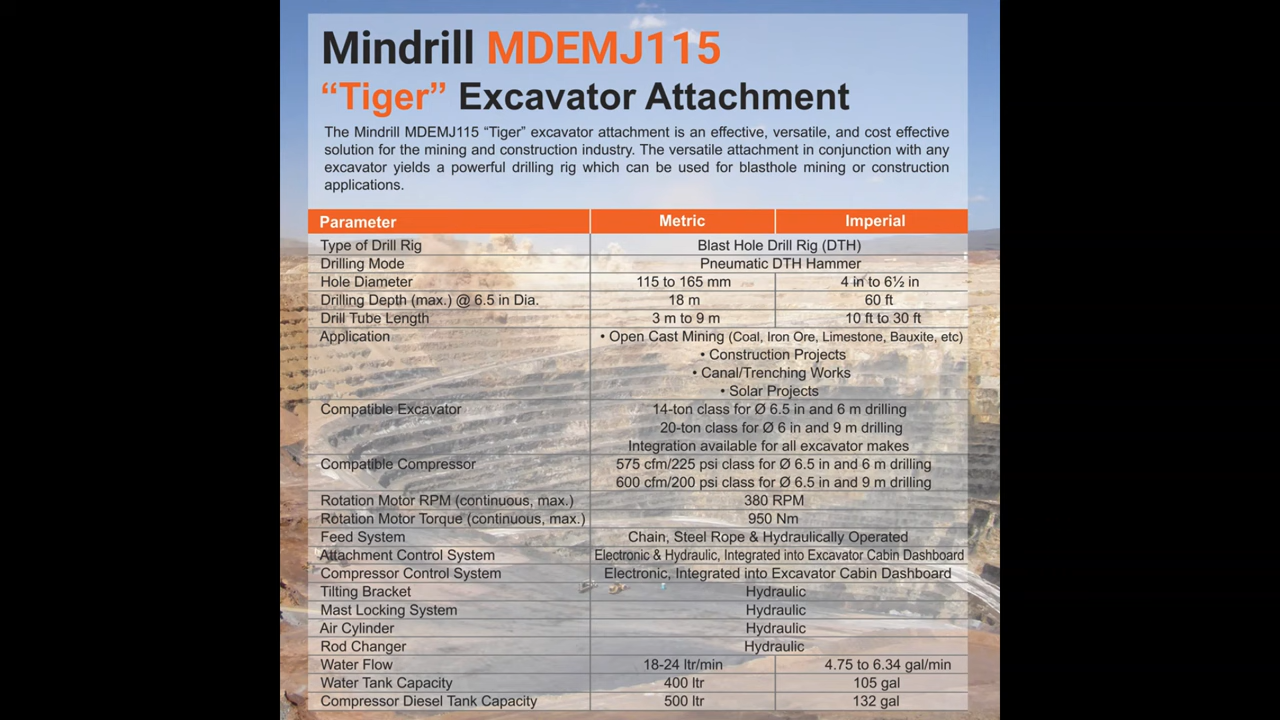 Mindrill MDEMJ115
“Tiger” Excavator Attachment
The Mindrill MDEMJ115 “Tiger” excavator attachment is an effective, versatile, and cost effective
solution for the mining and construction industry. The versatile attachment in conjunction with any
excavator yields a powerful drilling rig which can be used for blasthole mining or construction
applications.
Parameter Metric Imperial
Type of Drill Rig Blast Hole Drill Rig (DTH)
Drilling Mode Pneumatic DTH Hammer
Hole Diameter 115 to 165 mm 4 in to 6½ in
Drilling Depth (max.) @ 6.5 in Dia. 18 m 60 ft
Drill Tube Length 3 m to 9 m 10 ft to 30 ft
Application • Open Cast Mining (Coal, Iron Ore, Limestone, Bauxite, etc)
• Construction Projects
• Canal/Trenching Works
• Solar Projects
Compatible Excavator 14-ton class for Ø 6.5 in and 6 m drilling
20-ton class for Ø 6 in and 9 m drilling
Integration available for all excavator makes
Compatible Compressor 575 cfm/225 psi class for Ø 6.5 in and 6 m drilling
600 cfm/200 psi class for Ø 6.5 in and 9 m drilling
Rotation Motor RPM (continuous, max.) 380 RPM
Rotation Motor Torque (continuous, max.) 950 Nm
Feed System Chain, Steel Rope & Hydraulically Operated
Attachment Control System Electronic & Hydraulic, Integrated into Excavator Cabin Dashboard
Compressor Control System Electronic, Integrated into Excavator Cabin Dashboard
Tilting Bracket Hydraulic
Mast Locking System Hydraulic
Air Cylinder Hydraulic
Rod Changer Hydraulic
Water Flow 18-24 ltr/min 4.75 to 6.34 gal/min
Water Tank Capacity 400 ltr 105 gal
Compressor Diesel Tank Capacity 500 ltr 132 gal